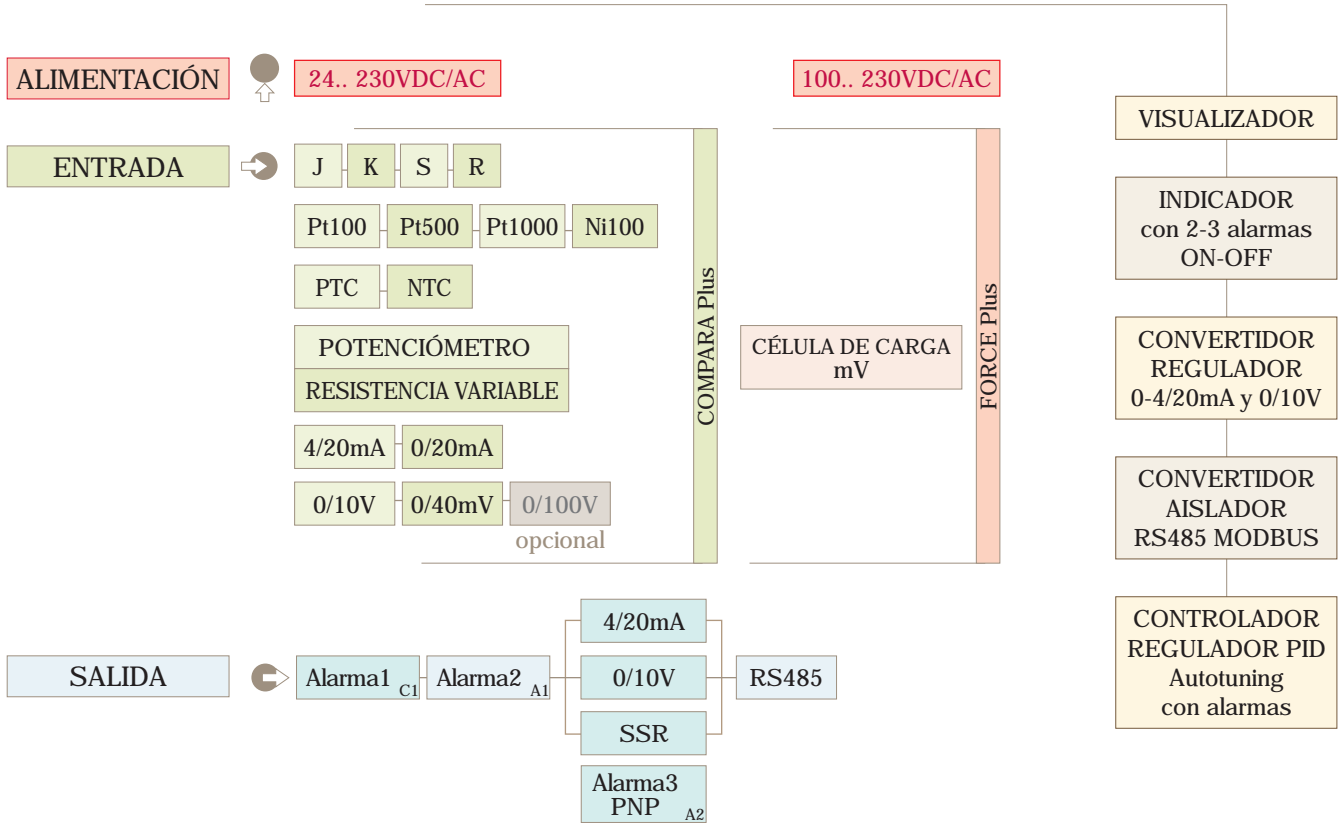 ALIMENTACIÓN
24.. 230VDC/AC
100.. 230VDC/AC
ENTRADA
J
K
S
R
Pt100
Pt500
Pt1000
Ni100
PTC
NTC
POTENCIÓMETRO
RESISTENCIA VARIABLE
4/20mA
0/20mA
0/10V
0/40mV
0/100V
opcional
COMPARA Plus
CÉLULA DE CARGA
mV
FORCE Plus
SALIDA
Alarma1 C1
Alarma2 A1
4/20mA
0/10V
SSR
Alarma3
PNP A2
RS485
VISUALIZADOR
INDICADOR
con 2-3 alarmas
ON-OFF
CONVERTIDOR
REGULADOR
0-4/20mA y 0/10V
CONVERTIDOR
AISLADOR
RS485 MODBUS
CONTROLADOR
REGULADOR PID
Autotuning
con alarmas